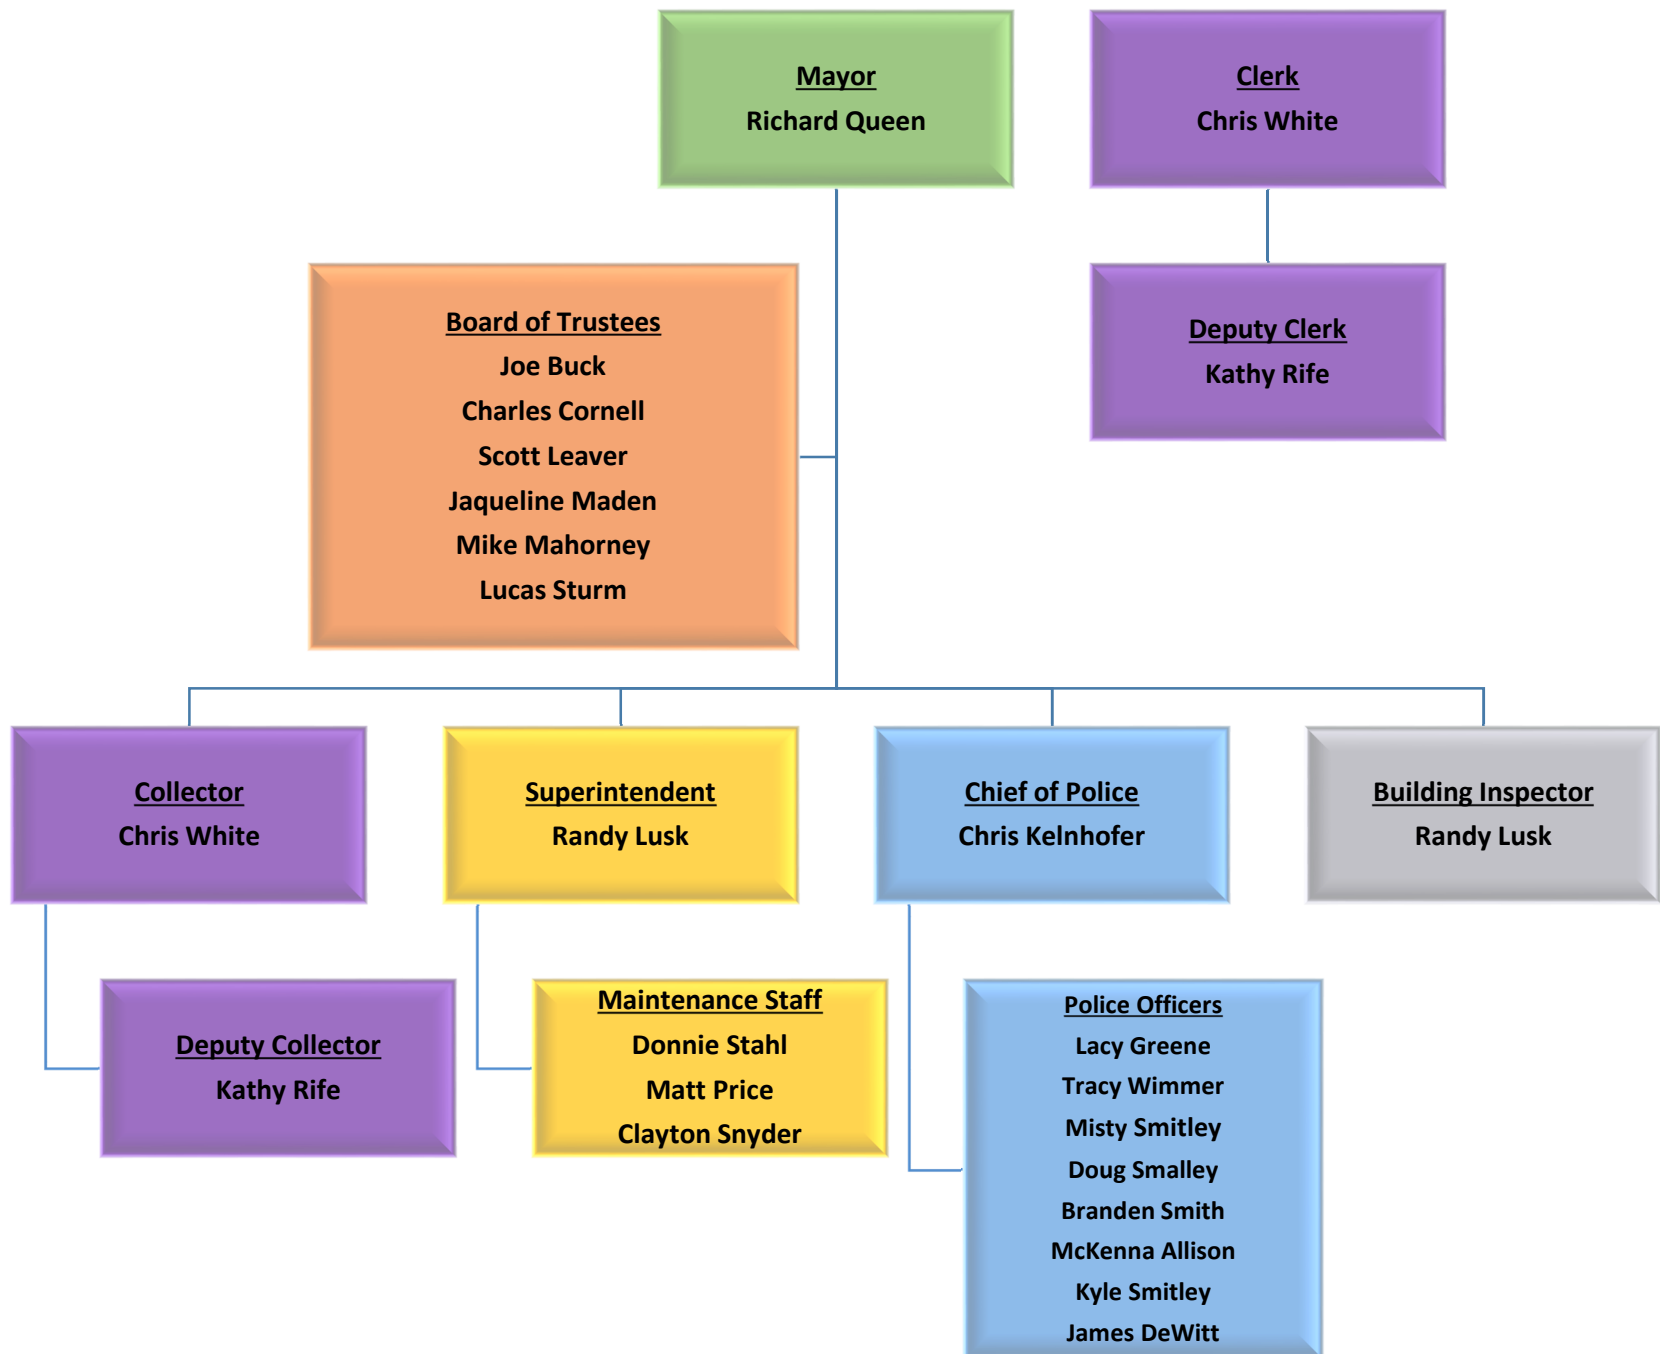 Mayor
Richard Queen
Clerk
Chris White
Board of Trustees
Joe Buck
Charles Cornell
Scott Leaver
Jaqueline Maden
Mike Mahorney
Lucas Sturm
Deputy Clerk
Kathy Rife
Collector
Chris White
Superintendent
Randy Lusk
Chief of Police
Chris Kelnhofer
Building Inspector
Randy Lusk
Deputy Collector
Kathy Rife
Maintenance Staff
Donnie Stahl
Matt Price
Clayton Snyder
Police Officers
Lacy Greene
Tracy Wimmer
Misty Smitley
Doug Smalley
Branden Smith
McKenna Allison
Kyle Smitley
James DeWitt